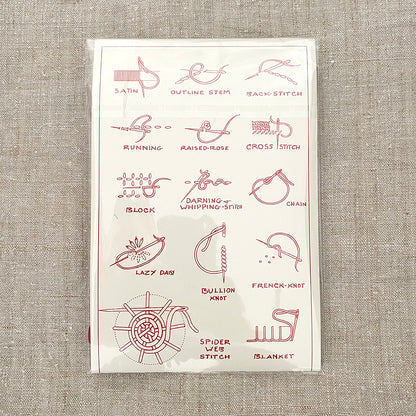 SATIN
OUTLINE STEM
BACK-STITCH
RUNNING
RAISED-ROSE
CROSS STITCH
BLOCK
DARNING or
WHIPPING-STITCH
CHAIN
LAZY DAISY
BULLION
KNOT
FRENCH-KNOT
SPIDER
WEB
STITCH
BLANKET